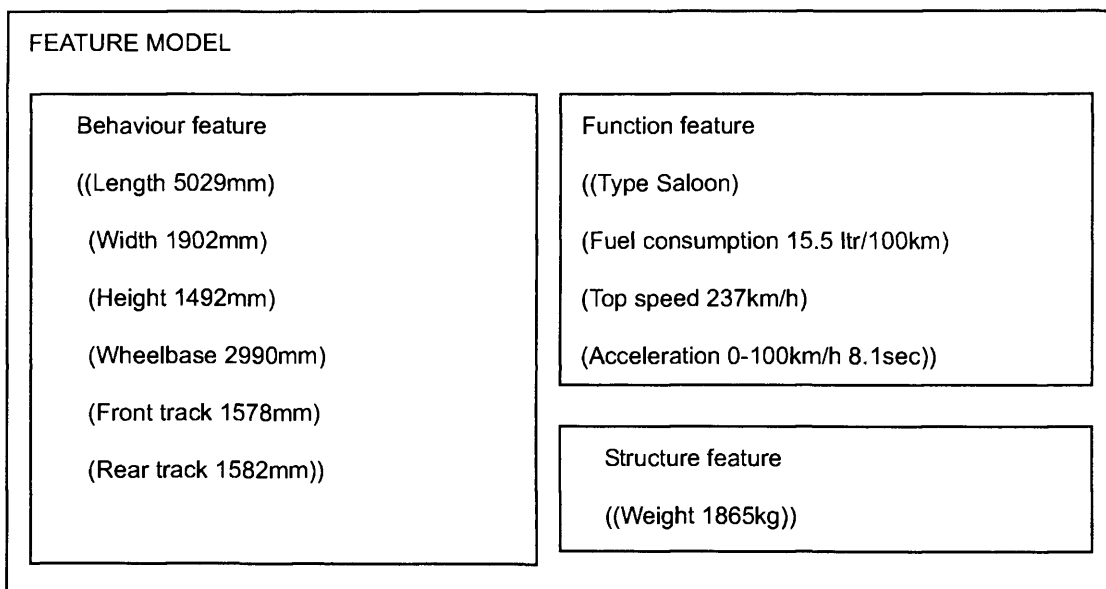 FEATURE MODEL
Behaviour feature
((Length 5029mm)
(Width 1902mm)
(Height 1492mm)
(Wheelbase 2990mm)
(Front track 1578mm)
(Rear track 1582mm))
Function feature
((Type Saloon)
(Fuel consumption 15.5 ltr/100km)
(Top speed 237km/h)
(Acceleration 0-100km/h 8.1sec))
Structure feature
((Weight 1865kg))